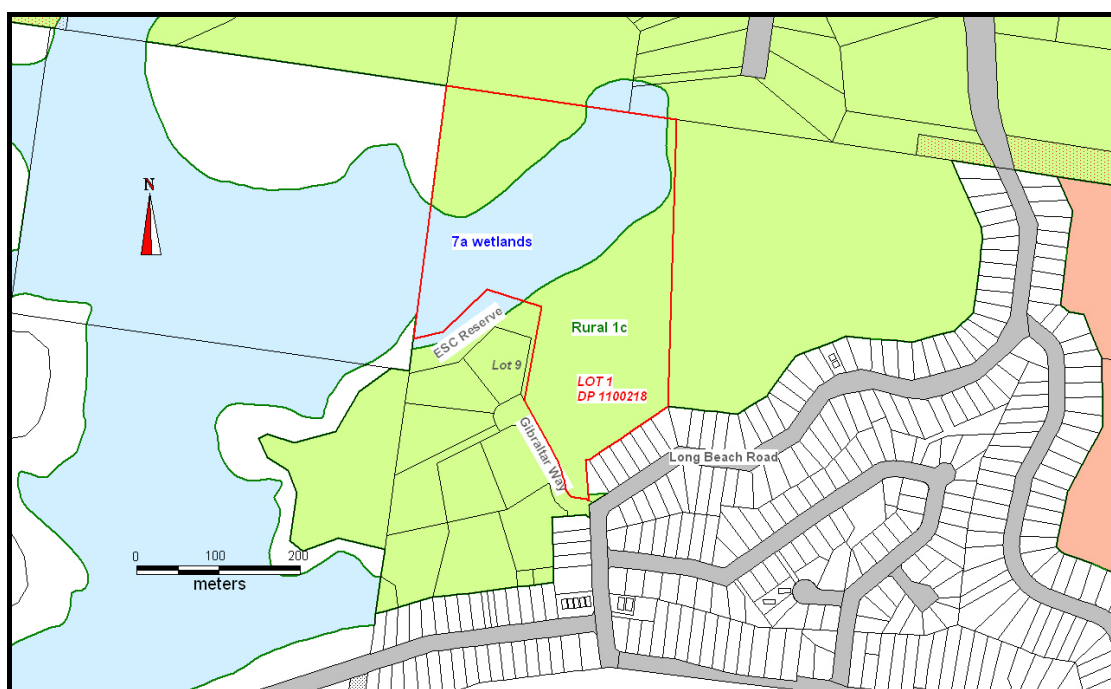 N
7a wetlands
ESC Reserve
Rural 1c
Lot 9
LOT 1
DP 1100218
Gibraltar Way
Long Beach Road
0 100 200
meters